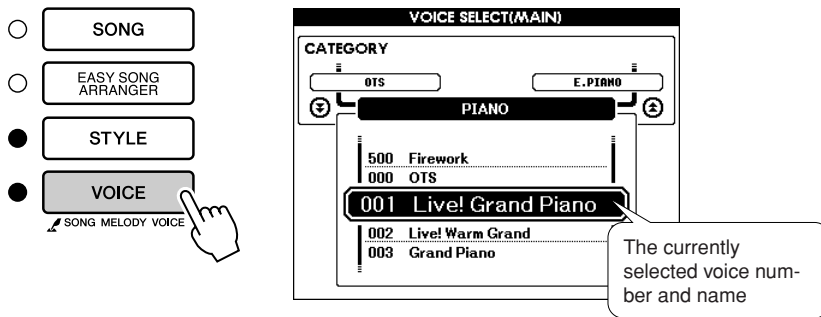 SONG
EASY SONG
ARRANGER
STYLE
VOICE
SONG MELODY VOICE
VOICE SELECT(MAIN)
CATEGORY
OTS
E.PIANO
PIANO
500 Firework
000 OTS
001 Live! Grand Piano
002 Live! Warm Grand
003 Grand Piano
The currently
selected voice num-
ber and name